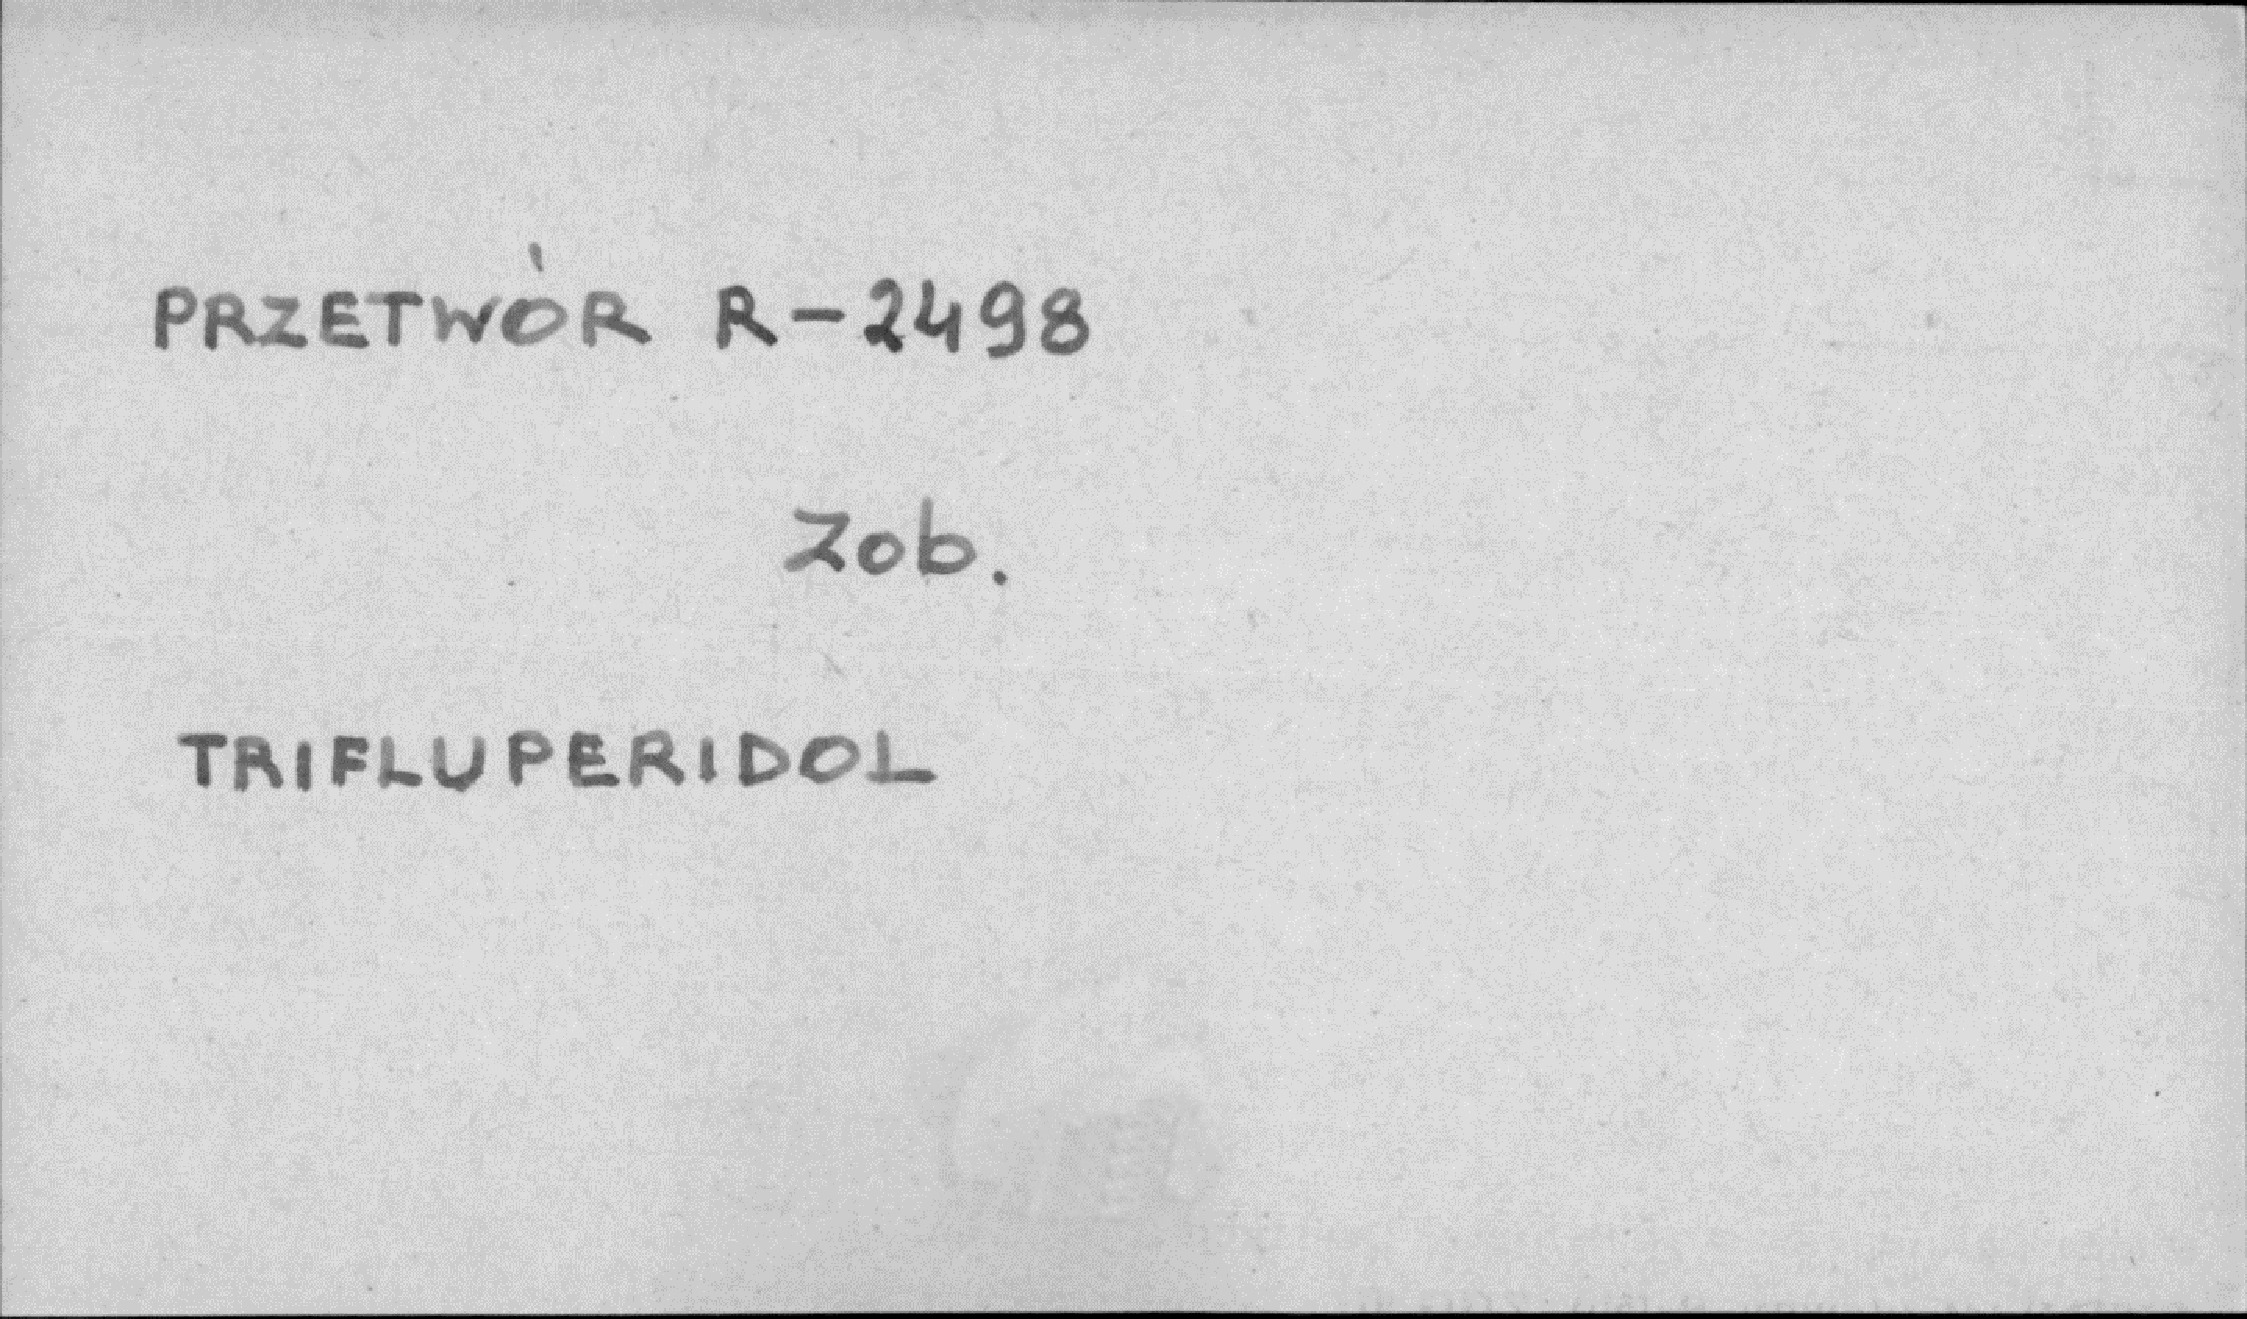 PRZETWÓR R-2498
Zob.
TRIFLUPERIDOL